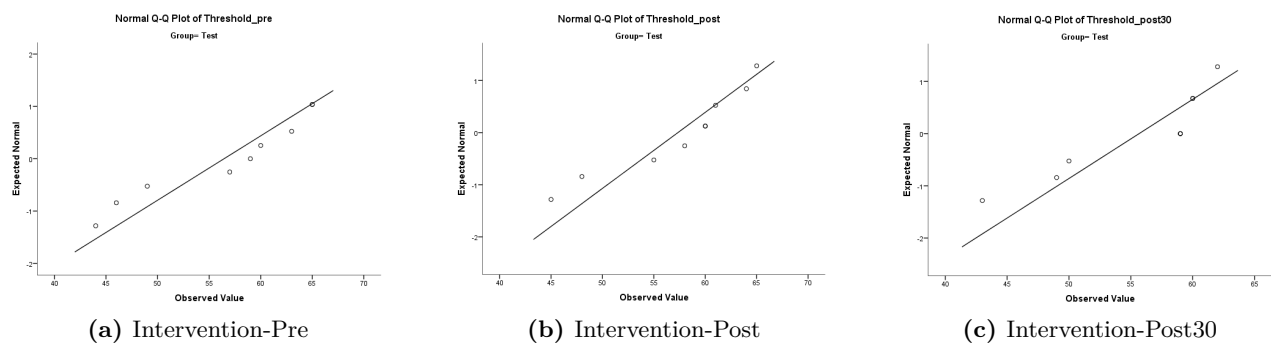 Normal Q-Q Plot of Threshold_pre
Group= Test
Expected Normal
2
1
0
-1
-2
40 45 50 55 60 65 70
Observed Value
(a) Intervention-Pre
Normal Q-Q Plot of Threshold_post
Group= Test
Expected Normal
1
0
-1
-2
40 45 50 55 60 65 70
Observed Value
(b) Intervention-Post
Normal Q-Q Plot of Threshold_post30
Group= Test
Expected Normal
1
0
-1
-2
40 45 50 55 60 65
Observed Value
(c) Intervention-Post30